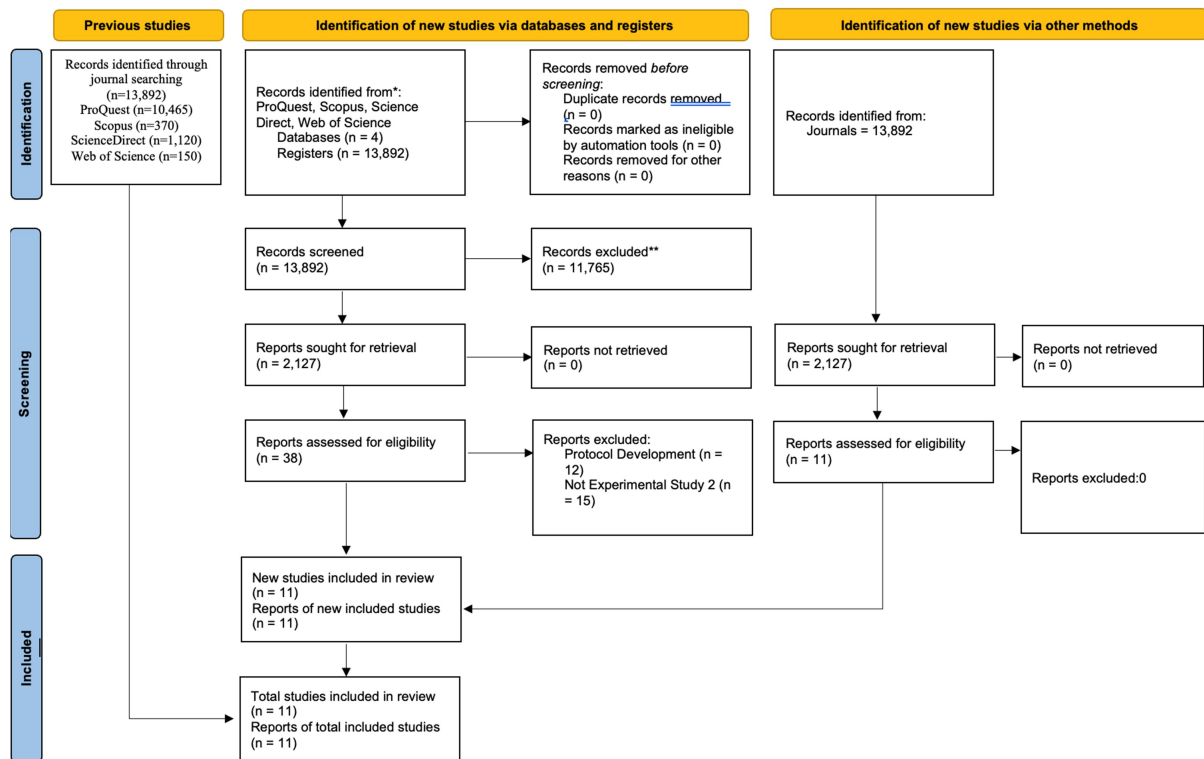 Previous studies
Identification of new studies via databases and registers
Identification of new studies via other methods
Identification
Records identified through
journal searching
(n=13,892)
ProQuest (n=10,465)
Scopus (n=370)
ScienceDirect (n=1,120)
Web of Science (n=150)
Records identified from*:
ProQuest, Scopus, Science
Direct, Web of Science
Databases (n = 4)
Registers (n = 13,892)
Records removed before
screening:
Duplicate records removed
(n = 0)
Records marked as ineligible
by automation tools (n = 0)
Records removed for other
reasons (n = 0)
Records identified from:
Journals = 13,892
Screening
Records screened
(n = 13,892)
Records excluded**
(n = 11,765)
Reports sought for retrieval
(n = 2,127)
Reports not retrieved
(n = 0)
Reports sought for retrieval
(n = 2,127)
Reports not retrieved
(n = 0)
Reports assessed for eligibility
(n = 38)
Reports excluded:
Protocol Development (n =
12)
Not Experimental Study 2 (n
= 15)
Reports assessed for eligibility
(n = 11)
Reports excluded:0
Included
New studies included in review
(n = 11)
Reports of new included studies
(n = 11)
Total studies included in review
(n = 11)
Reports of total included studies
(n = 11)